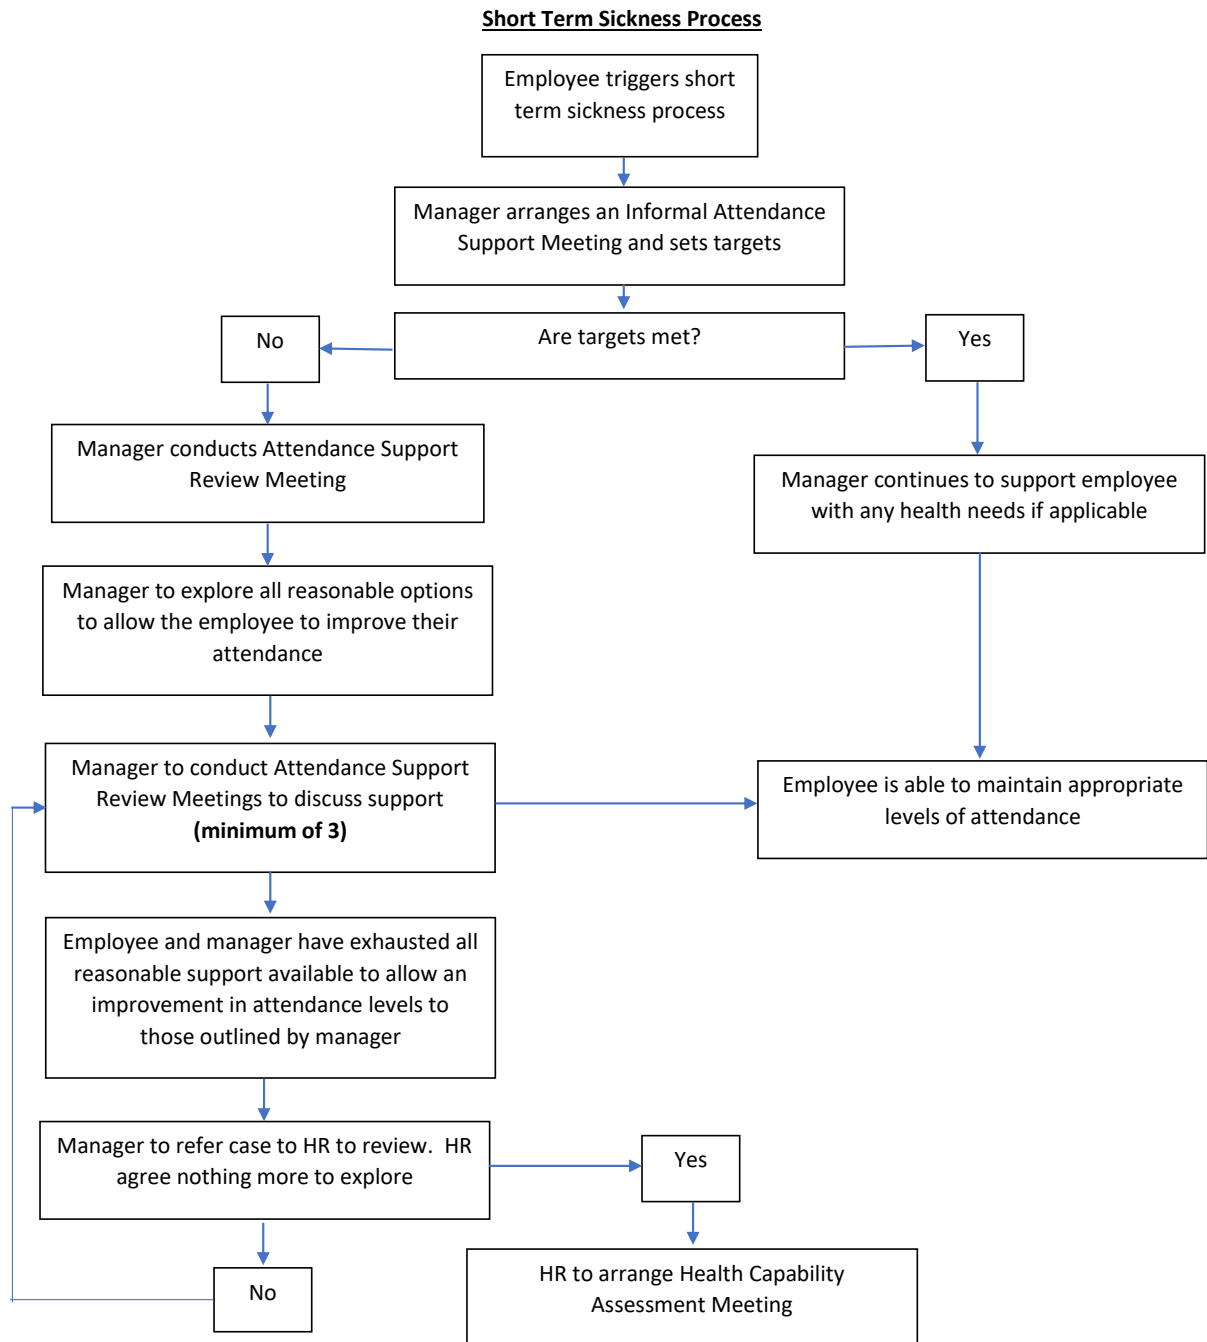 Short Term Sickness Process
Employee triggers short
term sickness process
Manager arranges an Informal Attendance
Support Meeting and sets targets
No
Are targets met?
Yes
Manager conducts Attendance Support
Review Meeting
Manager continues to support employee
with any health needs if applicable
Manager to explore all reasonable options
to allow the employee to improve their
attendance
Manager to conduct Attendance Support
Review Meetings to discuss support
(minimum of 3)
Employee is able to maintain appropriate
levels of attendance
Employee and manager have exhausted all
reasonable support available to allow an
improvement in attendance levels to
those outlined by manager
Manager to refer case to HR to review.  HR
agree nothing more to explore
Yes
No
HR to arrange Health Capability
Assessment Meeting